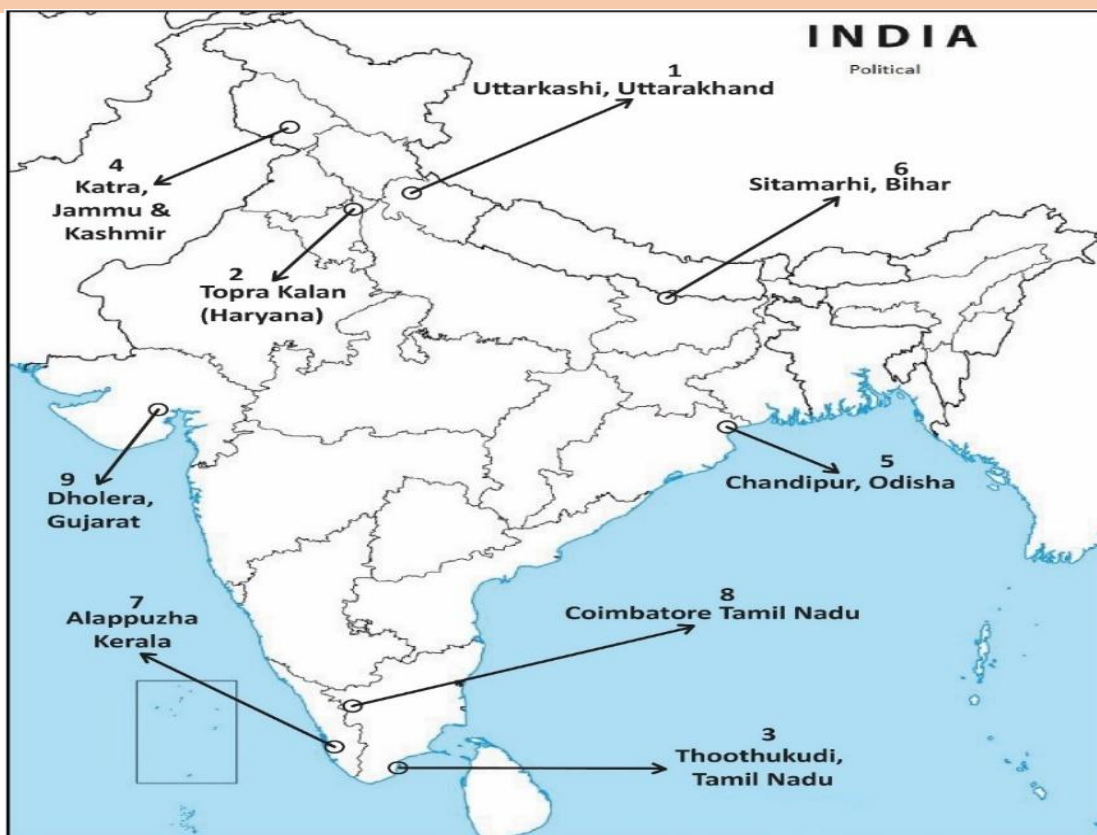 INDIA
Political
1
Uttarkashi, Uttarakhand
4
Katra,
Jammu &
Kashmir
6
Sitamarhi, Bihar
2
Topra Kalan
(Haryana)
9
Dholera,
Gujarat
5
Chandipur, Odisha
7
Alappuzha
Kerala
8
Coimbatore Tamil Nadu
3
Thoothukudi,
Tamil Nadu